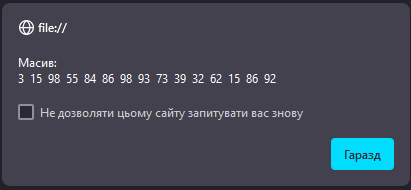 file://
Масив:
3 15 98 55 84 86 98 93 73 39 32 62 15 86 92
Не дозволяти цьому сайту запитувати вас знову
Гаразд